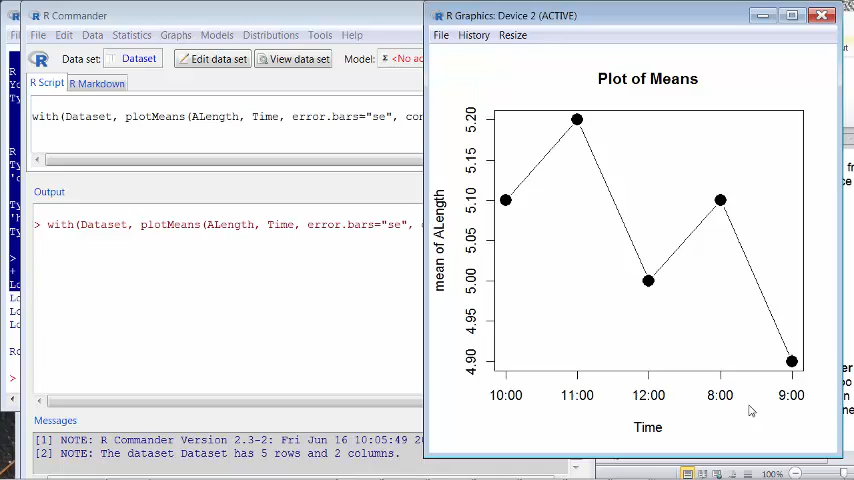 R Commander
File Edit Data Statistics Graphs Models Distributions Tools Help
Data set: Dataset Edit data set View data set Model:
R Script R Markdown
with(Dataset, plotMeans(ALength, Time, error.bars="se",
Output
> with(Dataset, plotMeans(ALength, Time, error.bars="se",
Messages
[1] NOTE: R Commander Version 2.3-2: Fri Jun 16 10:05:49
[2] NOTE: The dataset Dataset has 5 rows and 2 columns.
R Graphics: Device 2 (ACTIVE)
File History Resize
Plot of Means
mean of ALength
5.20
5.15
5.10
5.05
5.00
4.95
4.90
10:00 11:00 12:00 8:00 9:00
Time
100%